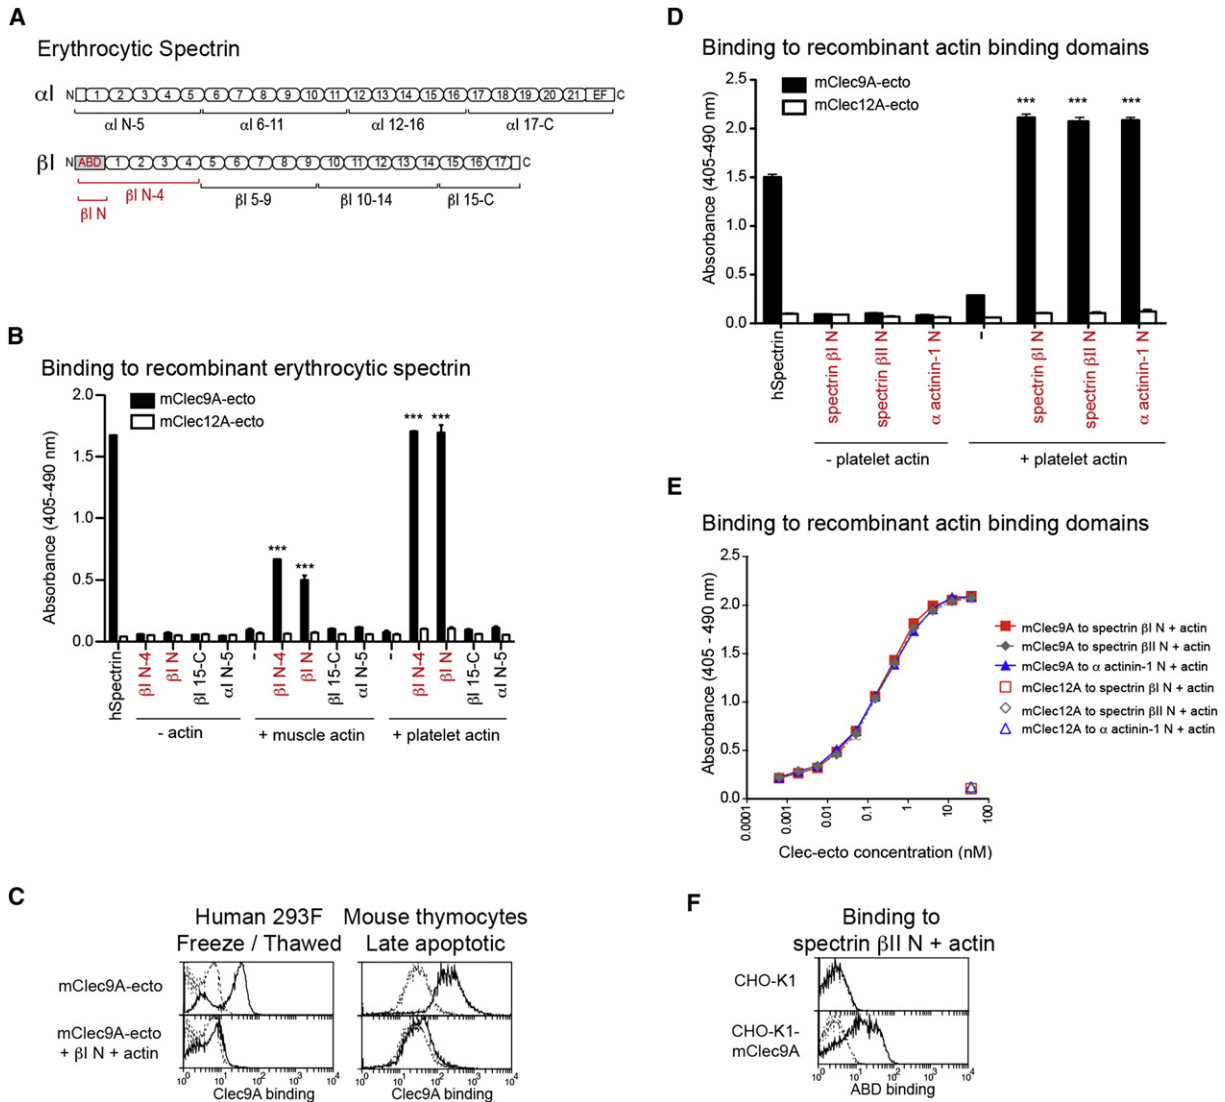 A
Erythrocytic Spectrin
αI N 1 2 3 4 5 6 7 8 9 10 11 12 13 14 15 16 17 18 19 20 21 EF C
αI N-5 αI 6-11 αI 12-16 αI 17-C
βI N ABD 1 2 3 4 5 6 7 8 9 10 11 12 13 14 15 16 17 C
βI N-4 βI 5-9 βI 10-14 βI 15-C
βI N
B
Binding to recombinant erythrocytic spectrin
mClec9A-ecto
mClec12A-ecto
Absorbance (405-490 nm)
2.0
1.5
1.0
0.5
0.0
*** *** *** ***
hSpectrin βI N-4 βI N βI 15-C αI N-5 - βI N-4 βI N βI 15-C αI N-5 - βI N-4 βI N βI 15-C αI N-5
- actin + muscle actin + platelet actin
C
Human 293F Mouse thymocytes
Freeze / Thawed Late apoptotic
mClec9A-ecto
mClec9A-ecto
+ βI N + actin
10⁰ 10¹ 10² 10³ 10⁴ 10⁰ 10¹ 10² 10³ 10⁴
Clec9A binding Clec9A binding
D
Binding to recombinant actin binding domains
mClec9A-ecto
mClec12A-ecto
Absorbance (405-490 nm)
2.5
2.0
1.5
1.0
0.5
0.0
*** *** ***
hSpectrin spectrin βI N spectrin βII N α actinin-1 N - spectrin βI N spectrin βII N α actinin-1 N
- platelet actin + platelet actin
E
Binding to recombinant actin binding domains
Absorbance (405 - 490 nm)
2.5
2.0
1.5
1.0
0.5
0.0
0.0001 0.001 0.01 0.1 1 10 100
Clec-ecto concentration (nM)
mClec9A to spectrin βI N + actin
mClec9A to spectrin βII N + actin
mClec9A to α actinin-1 N + actin
mClec12A to spectrin βI N + actin
mClec12A to spectrin βII N + actin
mClec12A to α actinin-1 N + actin
F
Binding to
spectrin βII N + actin
CHO-K1
CHO-K1-
mClec9A
10⁰ 10¹ 10² 10³ 10⁴
ABD binding